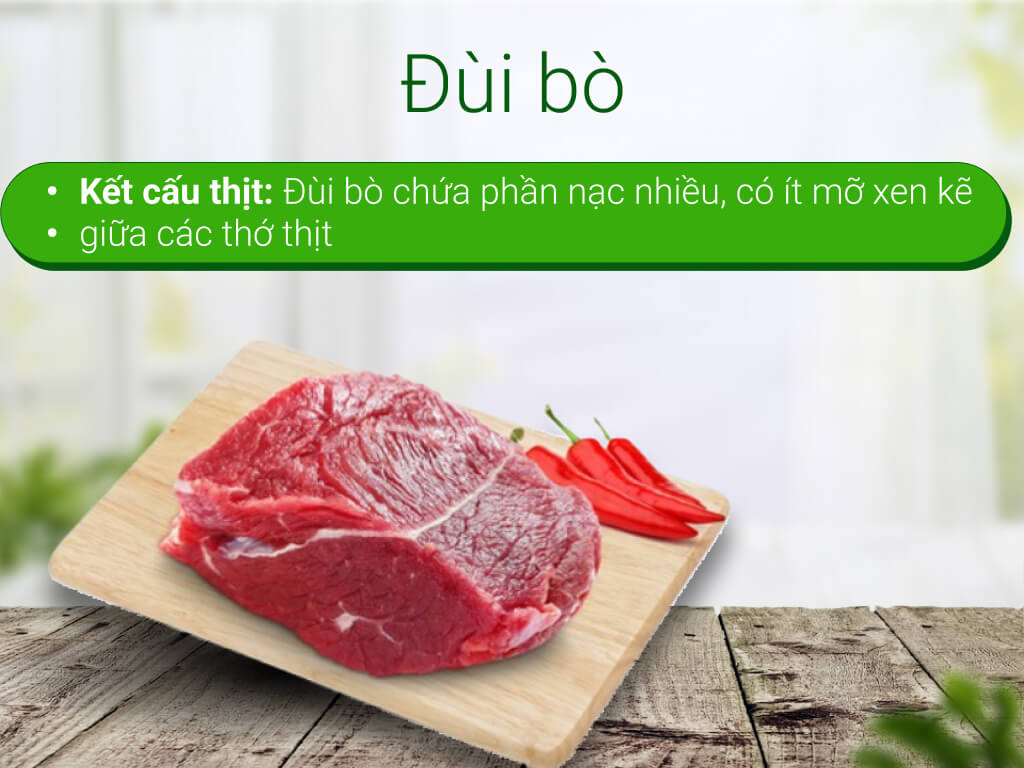 Đùi bò
• Kết cấu thịt: Đùi bò chứa phần nạc nhiều, có ít mỡ xen kẽ
• giữa các thớ thịt